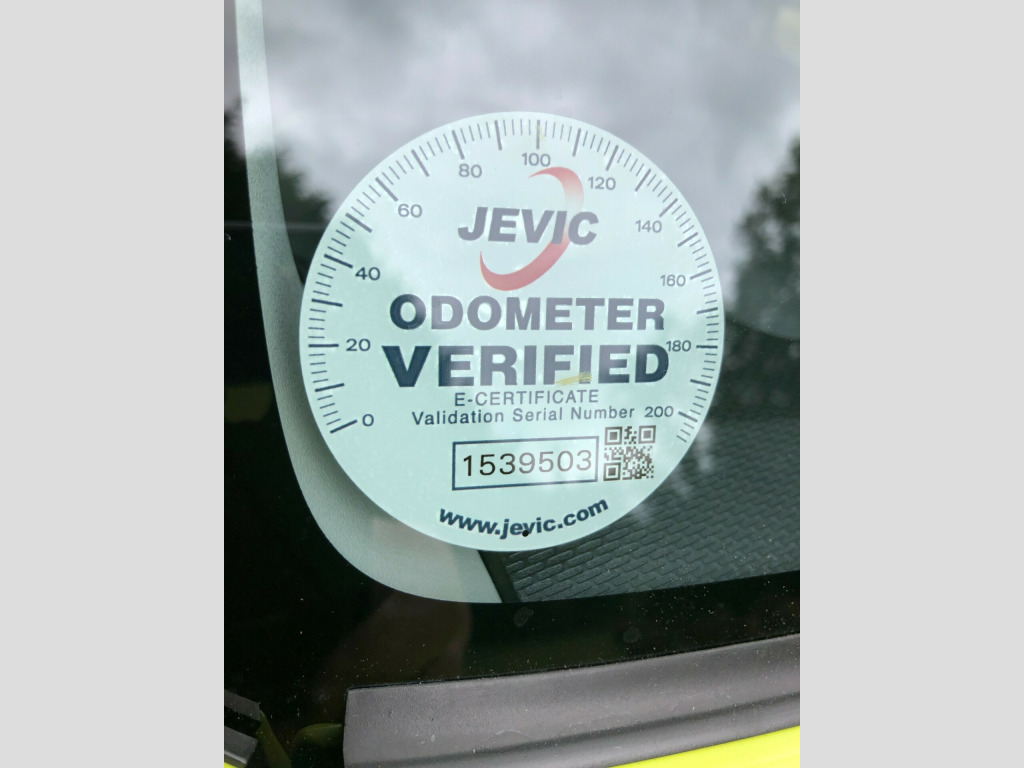 0 20 40 60 80 100 120 140 160 180 200
JEVIC
ODOMETER
VERIFIED
E-CERTIFICATE
Validation Serial Number
1539503
www.jevic.com